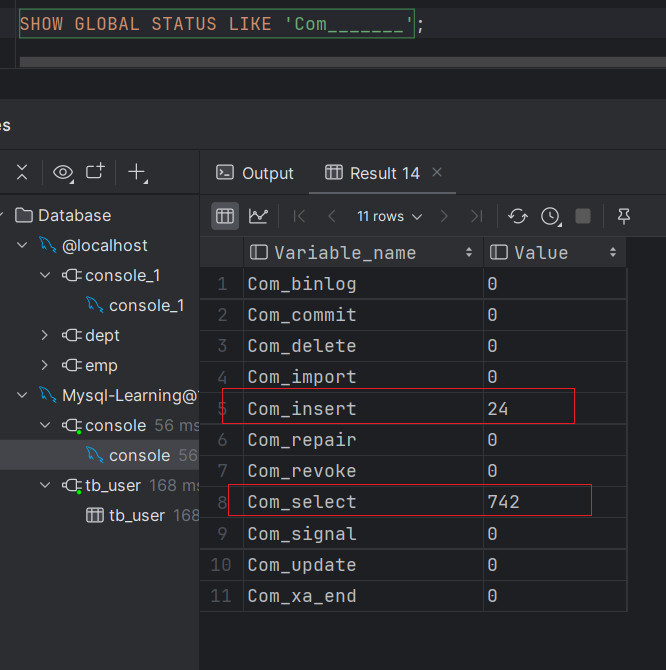 SHOW GLOBAL STATUS LIKE 'Com_______';
es
Output
Result 14
Database
11 rows
@localhost
Variable_name
Value
console_1
1 Com_binlog 0
console_1
2 Com_commit 0
dept
3 Com_delete 0
emp
4 Com_import 0
Mysql-Learning@
5 Com_insert 24
console 56 ms
6 Com_repair 0
console 56
7 Com_revoke 0
tb_user 168 ms
8 Com_select 742
tb_user 168
9 Com_signal 0
10 Com_update 0
11 Com_xa_end 0